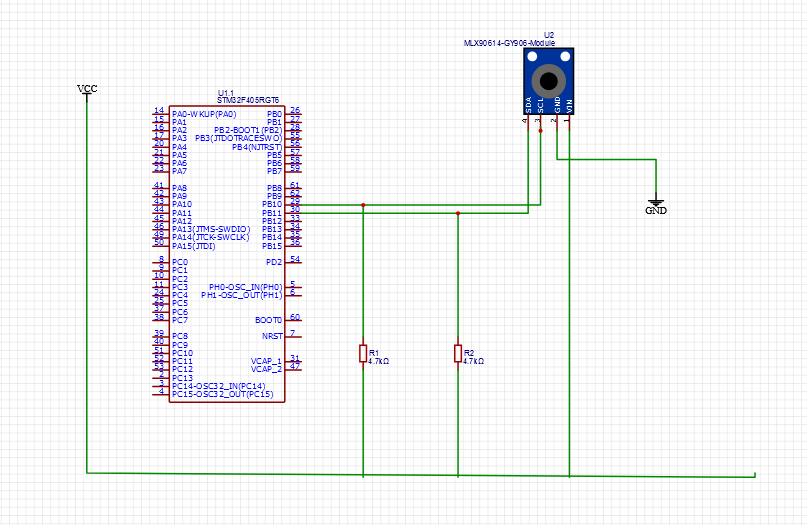 U2
MLX90614-GY906-Module
SDA
SCL
GND
VIN
4
3
2
1
VCC
U1.1
STM32F405RGT6
14 PA0-WKUP(PA0) PB0 26
15 PA1 PB1 27
16 PA2 PB2-BOOT1(PB2) 28
17 PA3 PB3(JTDOTRACESWO) 55
20 PA4 PB4(NJTRST) 56
21 PA5 PB5 57
22 PA6 PB6 58
23 PA7 PB7 59
41 PA8 PB8 61
42 PA9 PB9 62
43 PA10 PB10 29
44 PA11 PB11 30
45 PA12 PB12 33
46 PA13(JTMS-SWDIO) PB13 34
49 PA14(JTCK-SWCLK) PB14 35
50 PA15(JTDI) PB15 36
8 PC0 PD2 54
9 PC1
10 PC2
11 PC3 PH0-OSC_IN(PH0) 5
24 PC4 PH1-OSC_OUT(PH1) 6
25 PC5
37 PC6
38 PC7 BOOT0 60
39 PC8 NRST 7
40 PC9
51 PC10
52 PC11 VCAP_1 31
53 PC12 VCAP_2 47
2 PC13
3 PC14-OSC32_IN(PC14)
4 PC15-OSC32_OUT(PC15)
GND
R1
4.7kΩ
R2
4.7kΩ